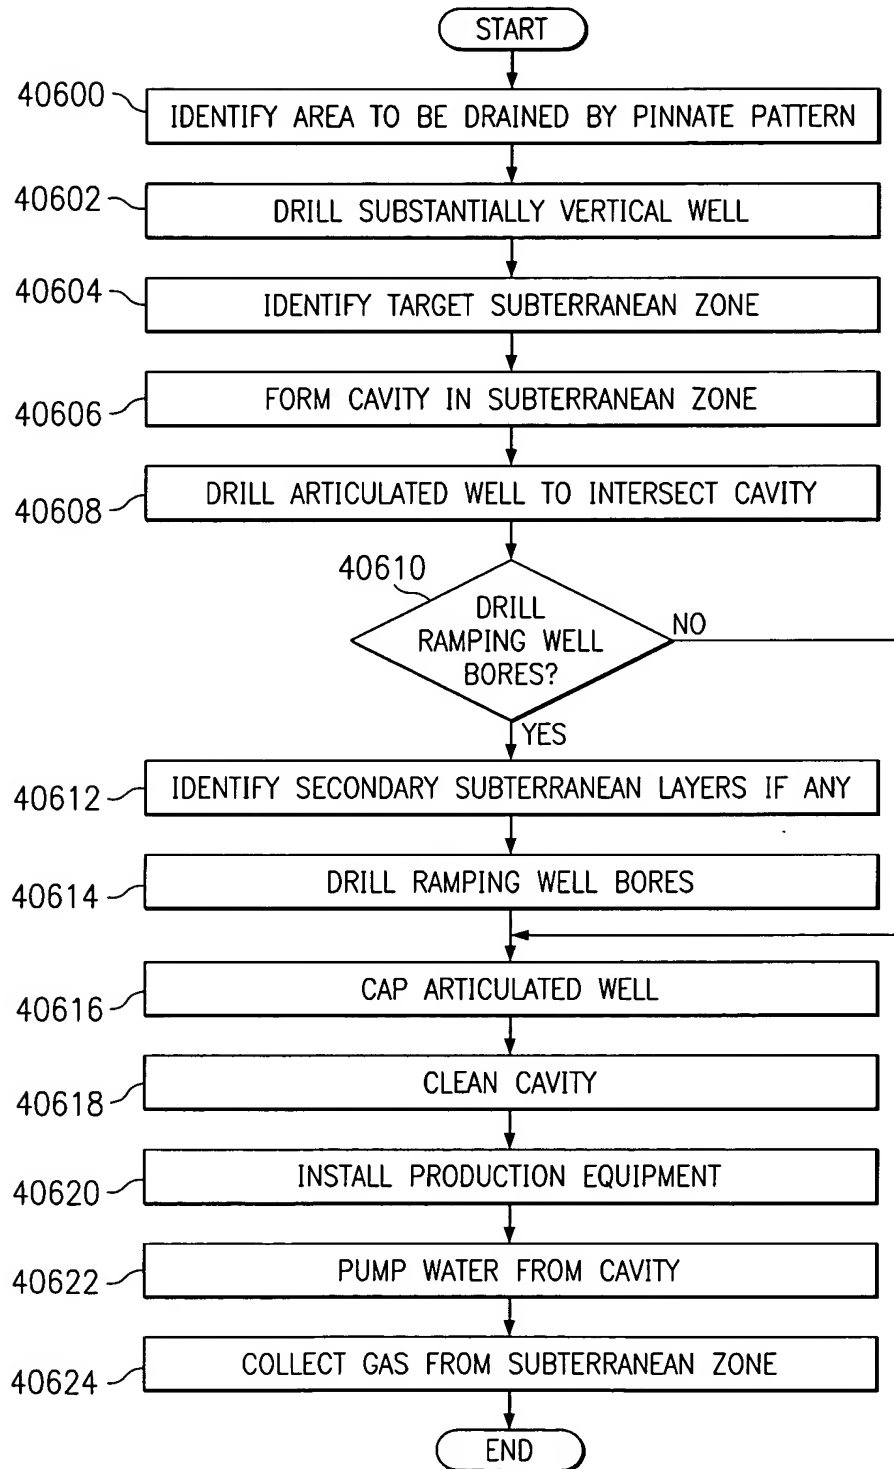 START
40600
IDENTIFY AREA TO BE DRAINED BY PINNATE PATTERN
40602
DRILL SUBSTANTIALLY VERTICAL WELL
40604
IDENTIFY TARGET SUBTERRANEAN ZONE
40606
FORM CAVITY IN SUBTERRANEAN ZONE
40608
DRILL ARTICULATED WELL TO INTERSECT CAVITY
40610
DRILL
RAMPING WELL
BORES?
NO
YES
40612
IDENTIFY SECONDARY SUBTERRANEAN LAYERS IF ANY
40614
DRILL RAMPING WELL BORES
40616
CAP ARTICULATED WELL
40618
CLEAN CAVITY
40620
INSTALL PRODUCTION EQUIPMENT
40622
PUMP WATER FROM CAVITY
40624
COLLECT GAS FROM SUBTERRANEAN ZONE
END